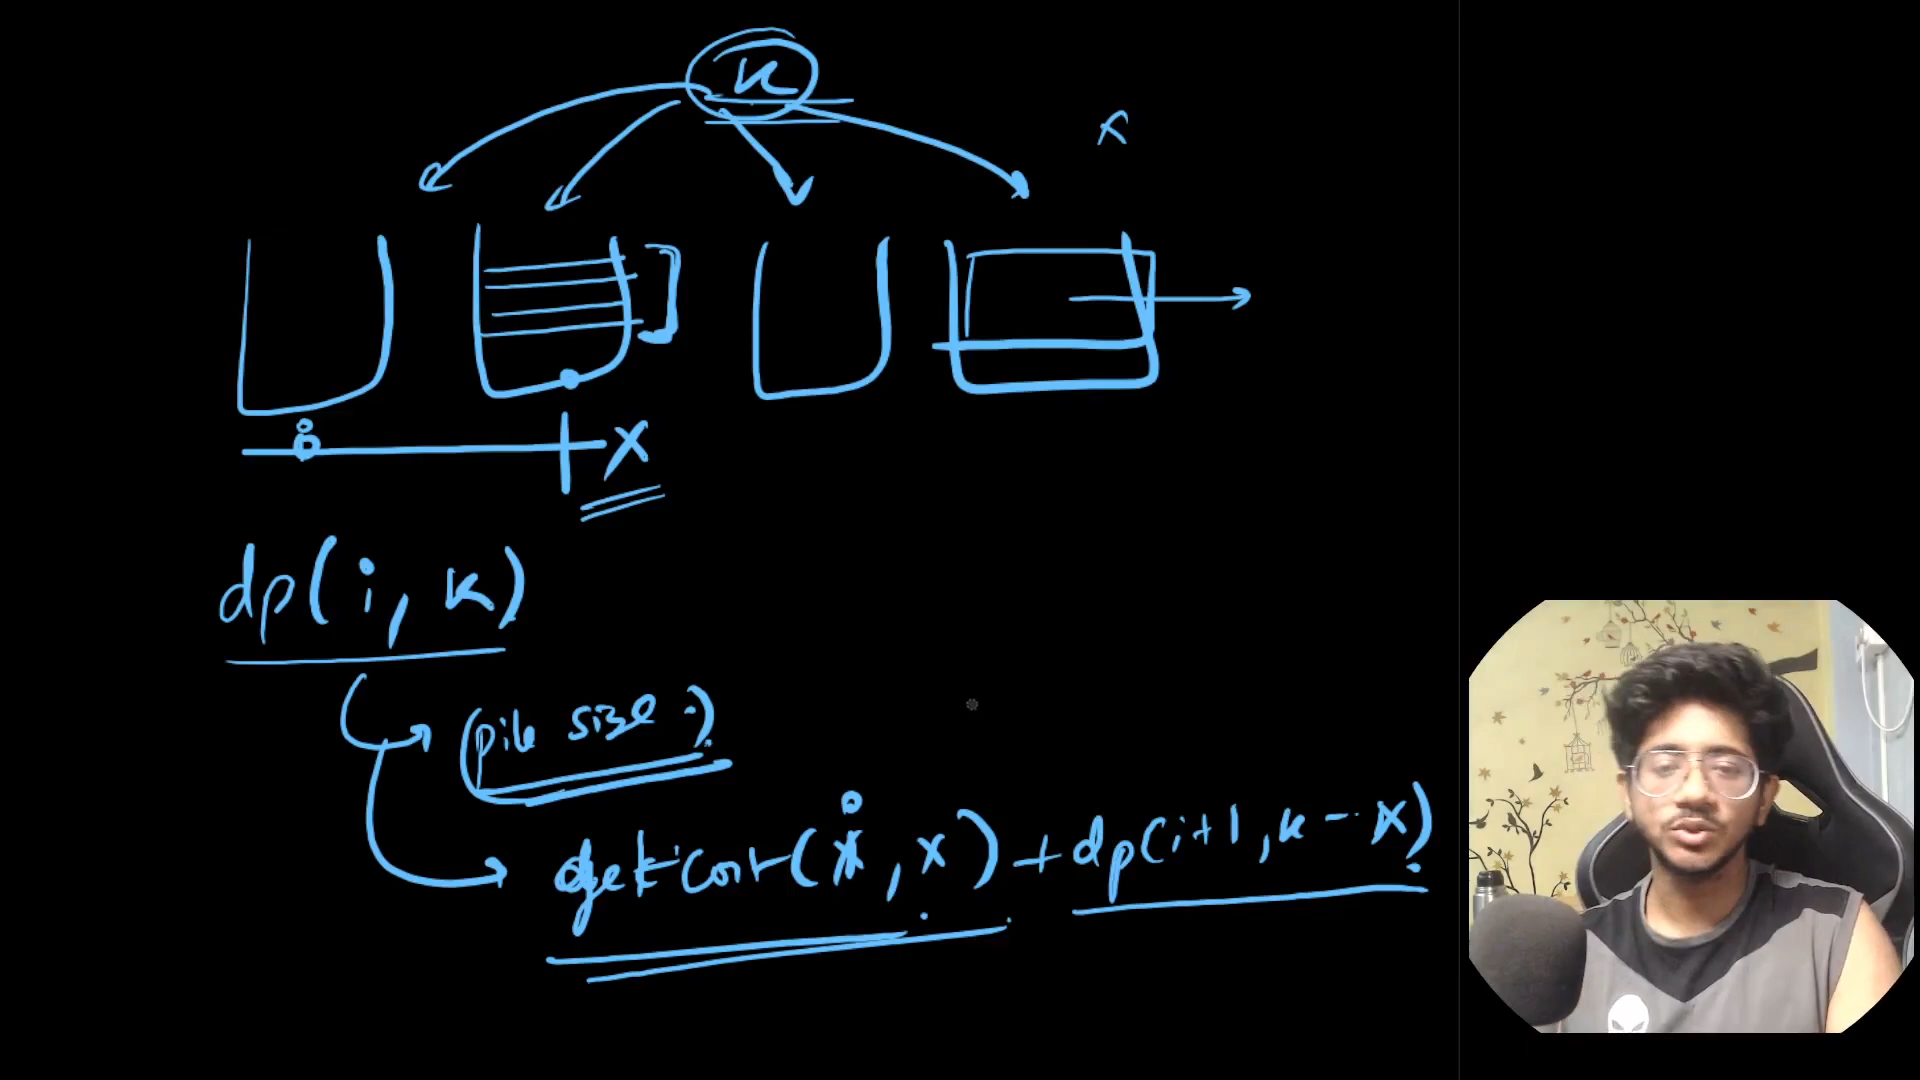 K
x
i
x
dp(i, K)
(pile size i)
getCost(i, x) + dp(i+1, K-x)